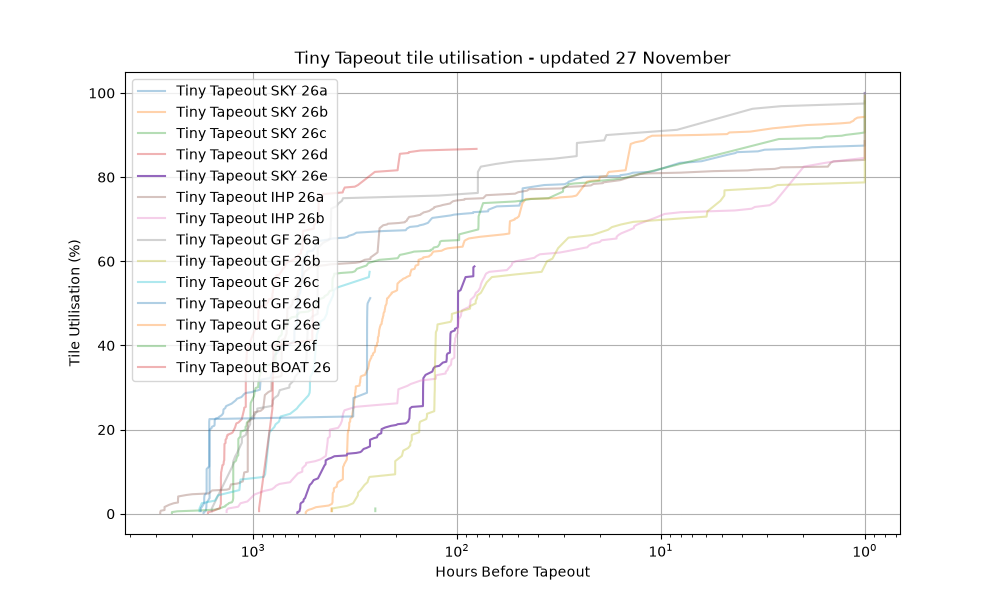 Tiny Tapeout tile utilisation - updated 27 November
Tiny Tapeout SKY 26a
Tiny Tapeout SKY 26b
Tiny Tapeout SKY 26c
Tiny Tapeout SKY 26d
Tiny Tapeout SKY 26e
Tiny Tapeout IHP 26a
Tiny Tapeout IHP 26b
Tiny Tapeout GF 26a
Tiny Tapeout GF 26b
Tiny Tapeout GF 26c
Tiny Tapeout GF 26d
Tiny Tapeout GF 26e
Tiny Tapeout GF 26f
Tiny Tapeout BOAT 26
Tile Utilisation (%)
100
80
60
40
20
0
10³ 10² 10¹ 10⁰
Hours Before Tapeout